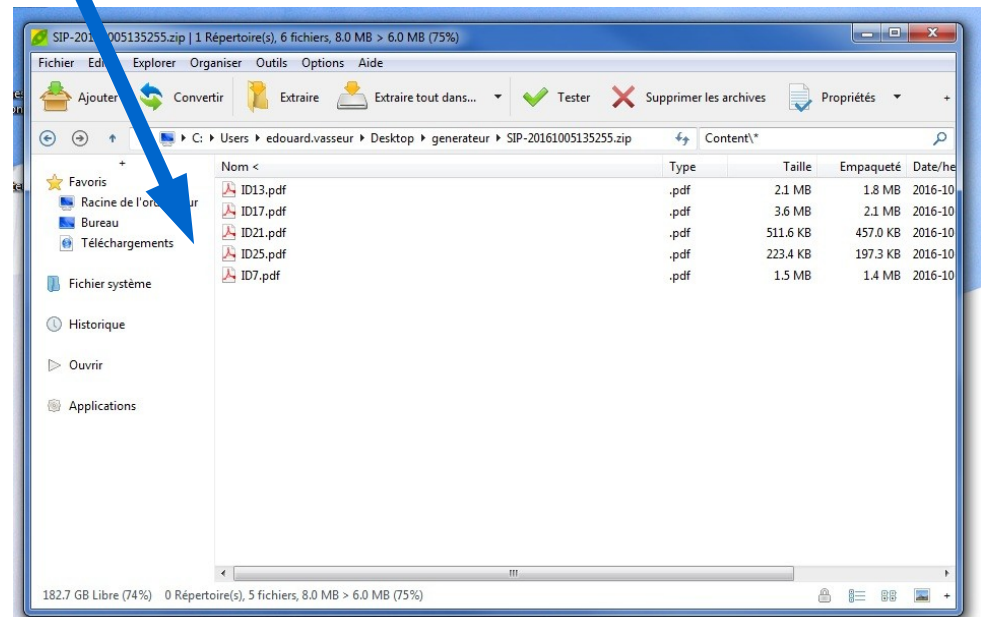 SIP-20161005135255.zip | 1 Répertoire(s), 6 fichiers, 8.0 MB > 6.0 MB (75%)
Fichier Explorer Organiser Outils Options Aide
Ajouter Convertir Extraire Extraire tout dans... Tester Supprimer les archives Propriétés +
C: Users edouard.vasseur Desktop generateur SIP-20161005135255.zip Content\*
+ Nom < Type Taille Empaqueté Date/he
Favoris
Racine de l'ordinateur
Bureau
Téléchargements
Fichier système
Historique
Ouvrir
Applications
ID13.pdf .pdf 2.1 MB 1.8 MB 2016-10
ID17.pdf .pdf 3.6 MB 2.1 MB 2016-10
ID21.pdf .pdf 511.6 KB 457.0 KB 2016-10
ID25.pdf .pdf 223.4 KB 197.3 KB 2016-10
ID7.pdf .pdf 1.5 MB 1.4 MB 2016-10
182.7 GB Libre (74%) 0 Répertoire(s), 5 fichiers, 8.0 MB > 6.0 MB (75%) +